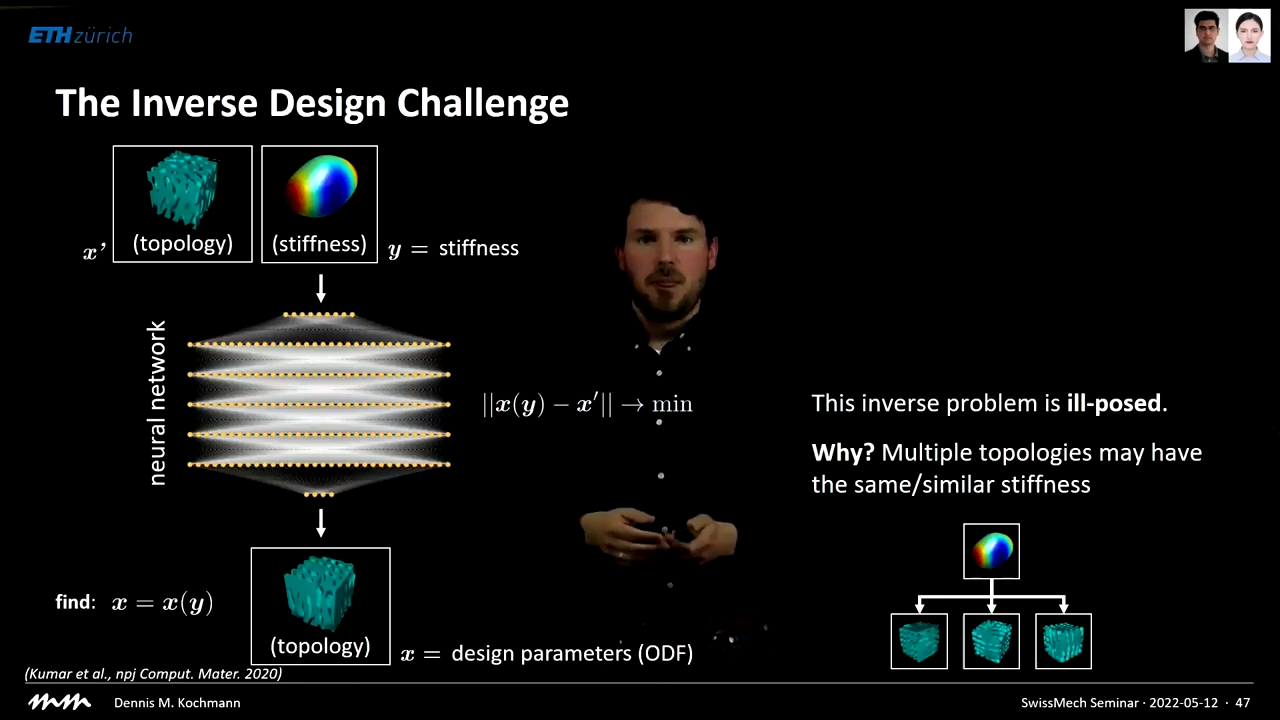 ETH zürich
The Inverse Design Challenge
x’
(topology)
(stiffness)
y = stiffness
neural network
||x(y) − x′|| → min
This inverse problem is ill-posed.
Why? Multiple topologies may have
the same/similar stiffness
find: x = x(y)
(topology)
x = design parameters (ODF)
(Kumar et al., npj Comput. Mater. 2020)
Dennis M. Kochmann
SwissMech Seminar · 2022-05-12 · 47